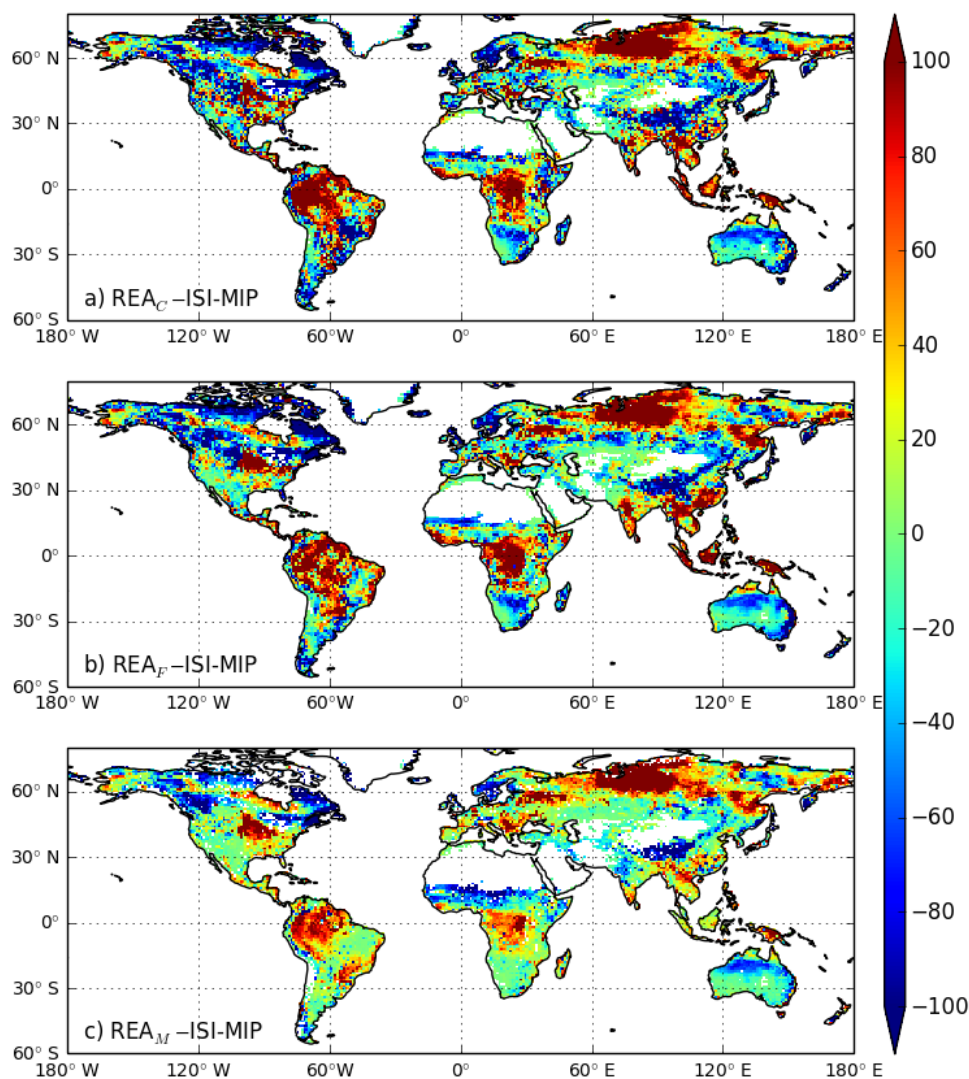 60° N
30° N
0°
30° S
60° S
a) REA_C –ISI-MIP
180° W 120° W 60° W 0° 60° E 120° E 180° E
60° N
30° N
0°
30° S
60° S
b) REA_F –ISI-MIP
180° W 120° W 60°W 0° 60° E 120° E 180° E
60° N
30° N
0°
30° S
60° S
c) REA_M –ISI-MIP
180° W 120° W 60° W 0° 60° E 120° E 180° E
100
80
60
40
20
0
−20
−40
−60
−80
−100